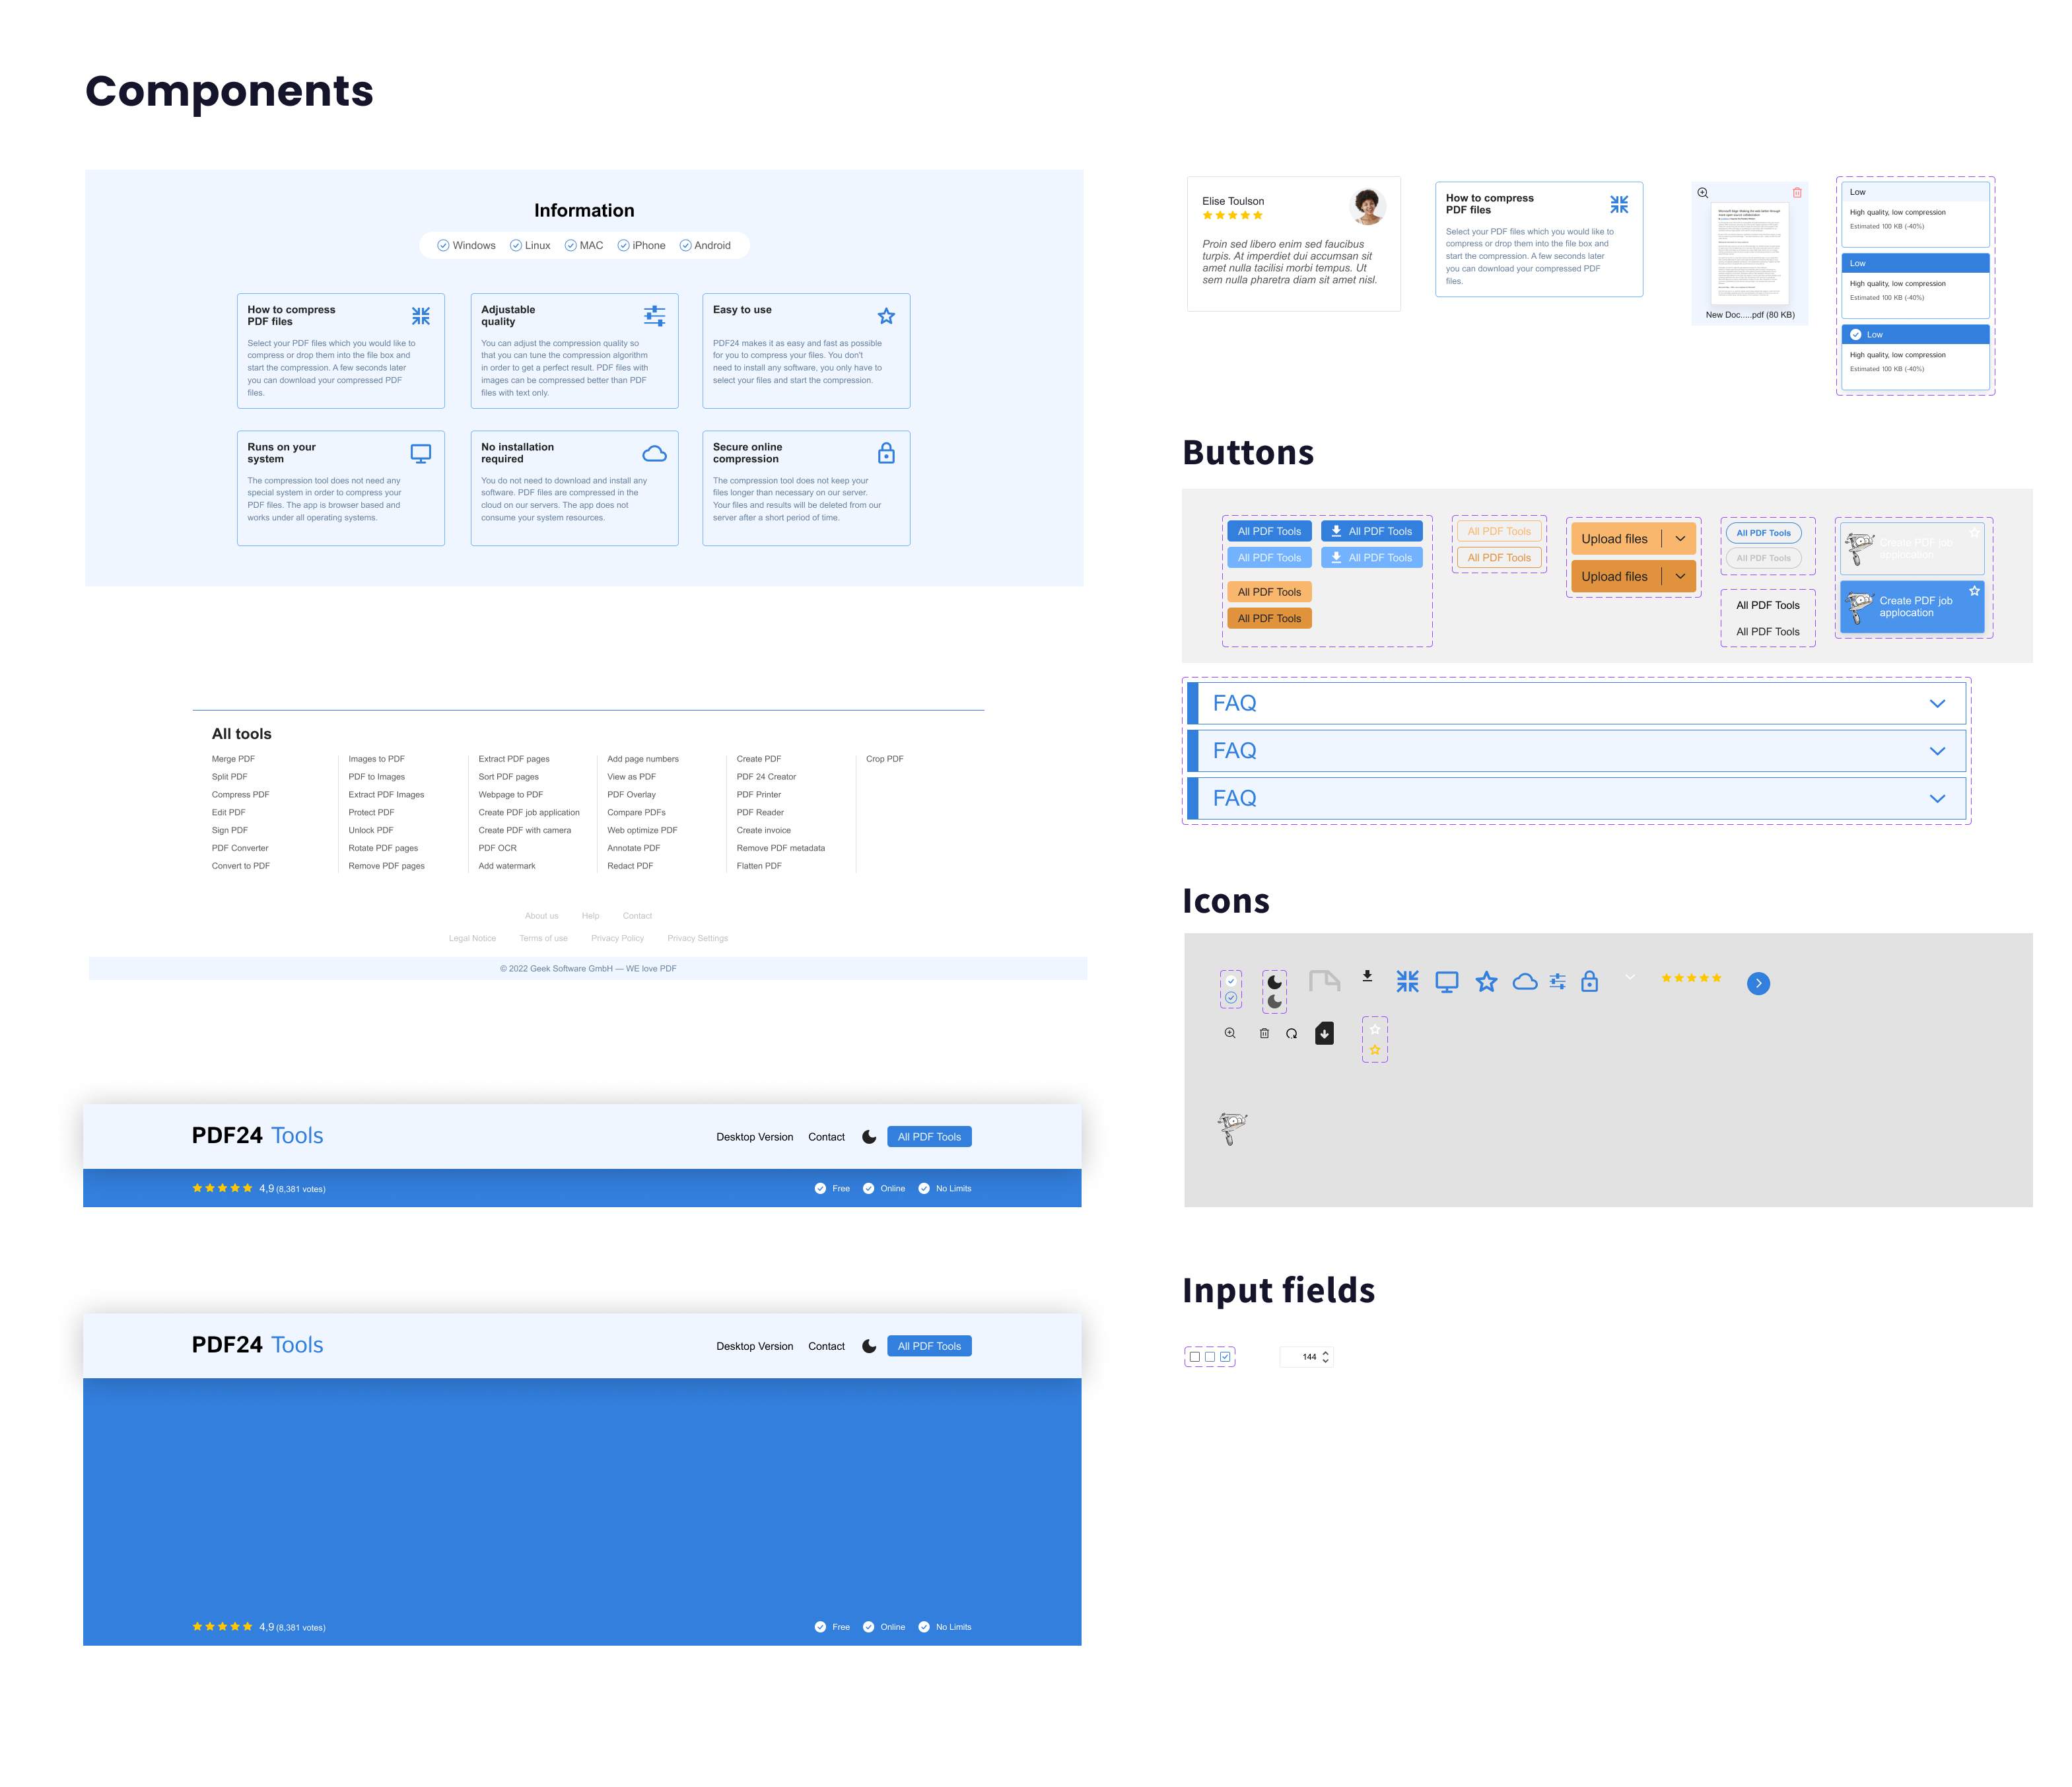 Components
Information
Windows Linux MAC iPhone Android
How to compress
PDF files
Select your PDF files which you would like to
compress or drop them into the file box and
start the compression. A few seconds later
you can download your compressed PDF
files.
Adjustable
quality
You can adjust the compression quality so
that you can tune the compression algorithm
in order to get a perfect result. PDF files with
images can be compressed better than PDF
files with text only.
Easy to use
PDF24 makes it as easy and fast as possible
for you to compress your files. You don't
need to install any software, you only have to
select your files and start the compression.
Runs on your
system
The compression tool does not need any
special system in order to compress your
PDF files. The app is browser based and
works under all operating systems.
No installation
required
You do not need to download and install any
software. PDF files are compressed in the
cloud on our servers. The app does not
consume your system resources.
Secure online
compression
The compression tool does not keep your
files longer than necessary on our server.
Your files and results will be deleted from our
server after a short period of time.
All tools
Merge PDF
Split PDF
Compress PDF
Edit PDF
Sign PDF
PDF Converter
Convert to PDF
Images to PDF
PDF to Images
Extract PDF Images
Protect PDF
Unlock PDF
Rotate PDF pages
Remove PDF pages
Extract PDF pages
Sort PDF pages
Webpage to PDF
Create PDF job application
Create PDF with camera
PDF OCR
Add watermark
Add page numbers
View as PDF
PDF Overlay
Compare PDFs
Web optimize PDF
Annotate PDF
Redact PDF
Create PDF
PDF 24 Creator
PDF Printer
PDF Reader
Create invoice
Remove PDF metadata
Flatten PDF
Crop PDF
About us Help Contact
Legal Notice Terms of use Privacy Policy Privacy Settings
© 2022 Geek Software GmbH — WE love PDF
PDF24 Tools
Desktop Version Contact All PDF Tools
4,9 (8,381 votes)
Free Online No Limits
PDF24 Tools
Desktop Version Contact All PDF Tools
4,9 (8,381 votes)
Free Online No Limits
Elise Toulson
Proin sed libero enim sed faucibus
turpis. At imperdiet dui accumsan sit
amet nulla tacilisi morbi tempus. Ut
sem nulla pharetra diam sit amet nisl.
How to compress
PDF files
Select your PDF files which you would like to
compress or drop them into the file box and
start the compression. A few seconds later
you can download your compressed PDF
files.
New Doc.....pdf (80 KB)
Low
High quality, low compression
Estimated 100 KB (-40%)
Low
High quality, low compression
Estimated 100 KB (-40%)
Low
High quality, low compression
Estimated 100 KB (-40%)
Buttons
All PDF Tools
All PDF Tools
All PDF Tools
All PDF Tools
All PDF Tools
All PDF Tools
All PDF Tools
All PDF Tools
Upload files
Upload files
All PDF Tools
All PDF Tools
All PDF Tools
All PDF Tools
Create PDF job
applocation
Create PDF job
applocation
FAQ
FAQ
FAQ
Icons
Input fields
144